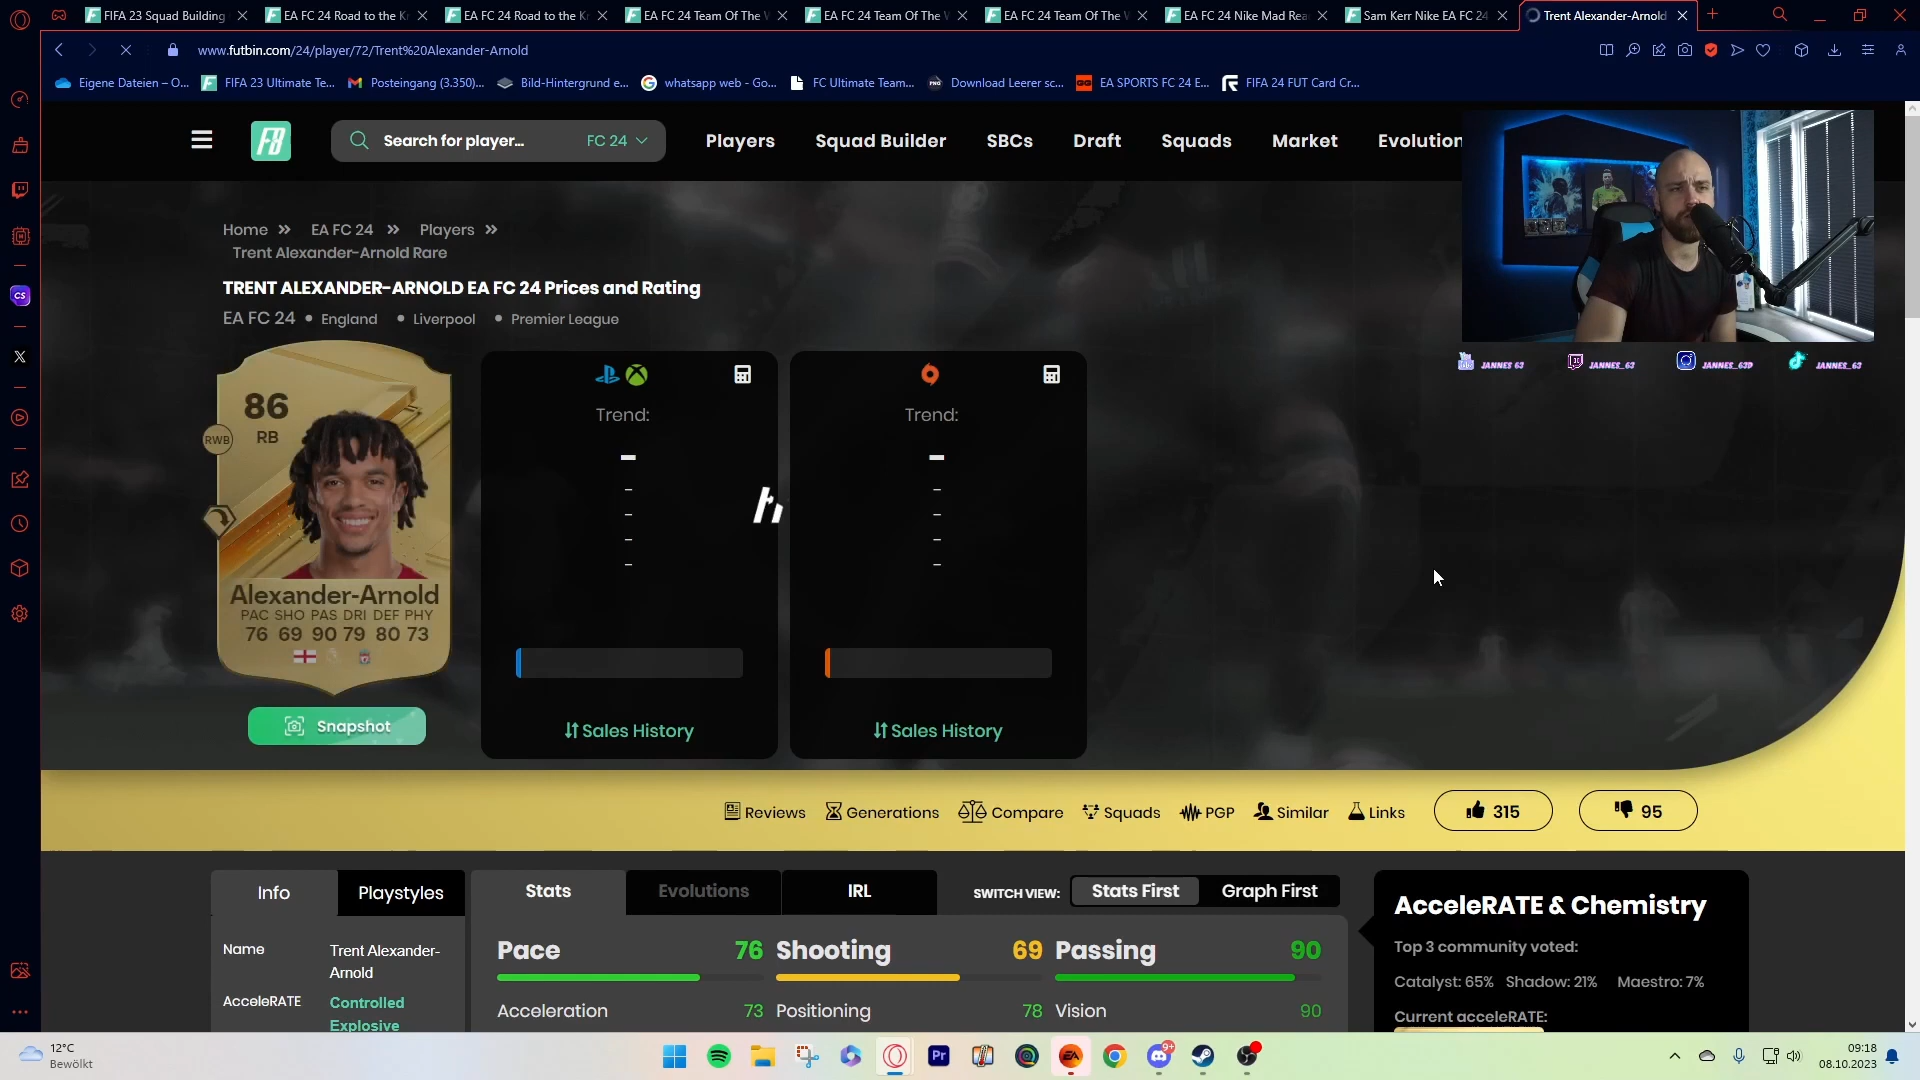 FIFA 23 Squad Building
EA FC 24 Road to the K
EA FC 24 Road to the K
EA FC 24 Team Of The W
EA FC 24 Team Of The W
EA FC 24 Team Of The W
EA FC 24 Nike Mad Rea
Sam Kerr Nike EA FC 24
Trent Alexander-Arnold
www.futbin.com/24/player/72/Trent%20Alexander-Arnold
Eigene Dateien – O...
FIFA 23 Ultimate Te...
Posteingang (3.350)...
Bild-Hintergrund e...
whatsapp web - Go...
FC Ultimate Team...
Download Leerer sc...
EA SPORTS FC 24 E...
FIFA 24 FUT Card Cr...
Search for player...
FC 24
Players
Squad Builder
SBCs
Draft
Squads
Market
Evolution
Home » EA FC 24 » Players »
Trent Alexander-Arnold Rare
TRENT ALEXANDER-ARNOLD EA FC 24 Prices and Rating
EA FC 24 • England • Liverpool • Premier League
JANNES 63
JANNES_63
JANNES_63D
JANNES_63
86
RB
RWB
Alexander-Arnold
PAC SHO PAS DRI DEF PHY
76 69 90 79 80 73
Snapshot
Trend:
-
-
-
-
-
Sales History
Trend:
-
-
-
-
-
Sales History
Reviews
Generations
Compare
Squads
PGP
Similar
Links
315
95
Info
Playstyles
Stats
Evolutions
IRL
SWITCH VIEW:
Stats First
Graph First
Name
Trent Alexander-
Arnold
AcceleRATE
Controlled
Explosive
Pace 76
Acceleration 73
Shooting 69
Positioning 78
Passing 90
Vision 90
AcceleRATE & Chemistry
Top 3 community voted:
Catalyst: 65% Shadow: 21% Maestro: 7%
Current acceleRATE:
12°C
Bewölkt
Pr
EA
9+
09:18
08.10.2023